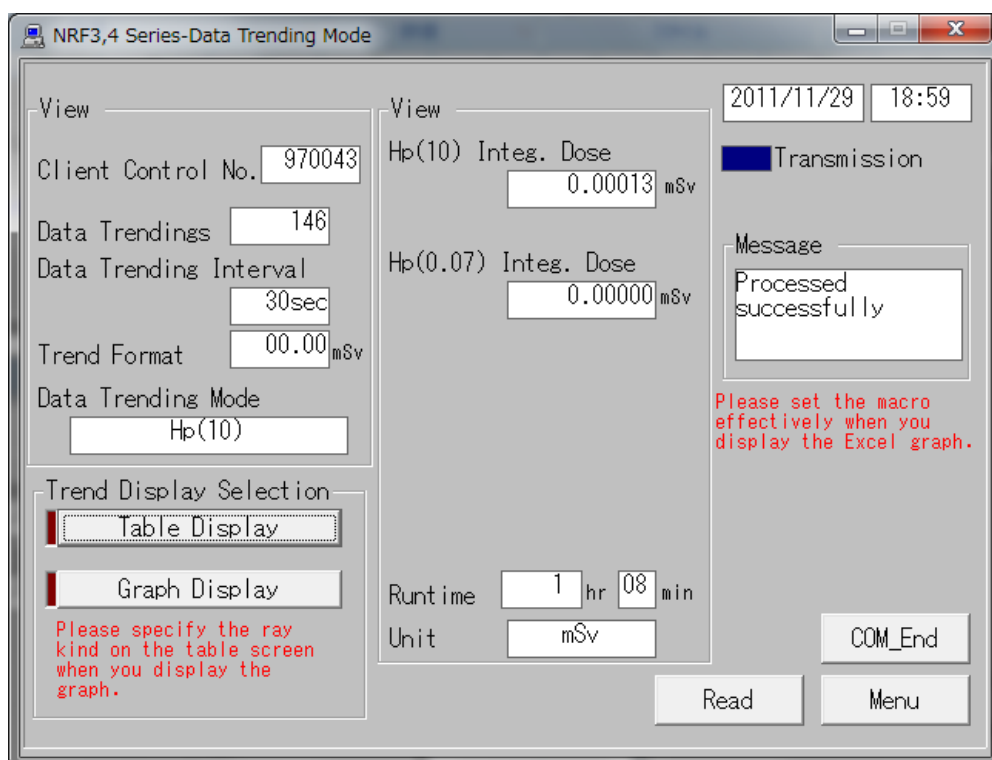 NRF3,4 Series-Data Trending Mode
View
Client Control No. 970043
Data Trendings 146
Data Trending Interval
30sec
Trend Format 00.00 mSv
Data Trending Mode
Hp(10)
Trend Display Selection
Table Display
Graph Display
Please specify the ray
kind on the table screen
when you display the
graph.
View
Hp(10) Integ. Dose
0.00013 mSv
Hp(0.07) Integ. Dose
0.00000 mSv
Runtime 1 hr 08 min
Unit mSv
2011/11/29 18:59
Transmission
Message
Processed
successfully
Please set the macro
effectively when you
display the Excel graph.
COM_End
Read Menu